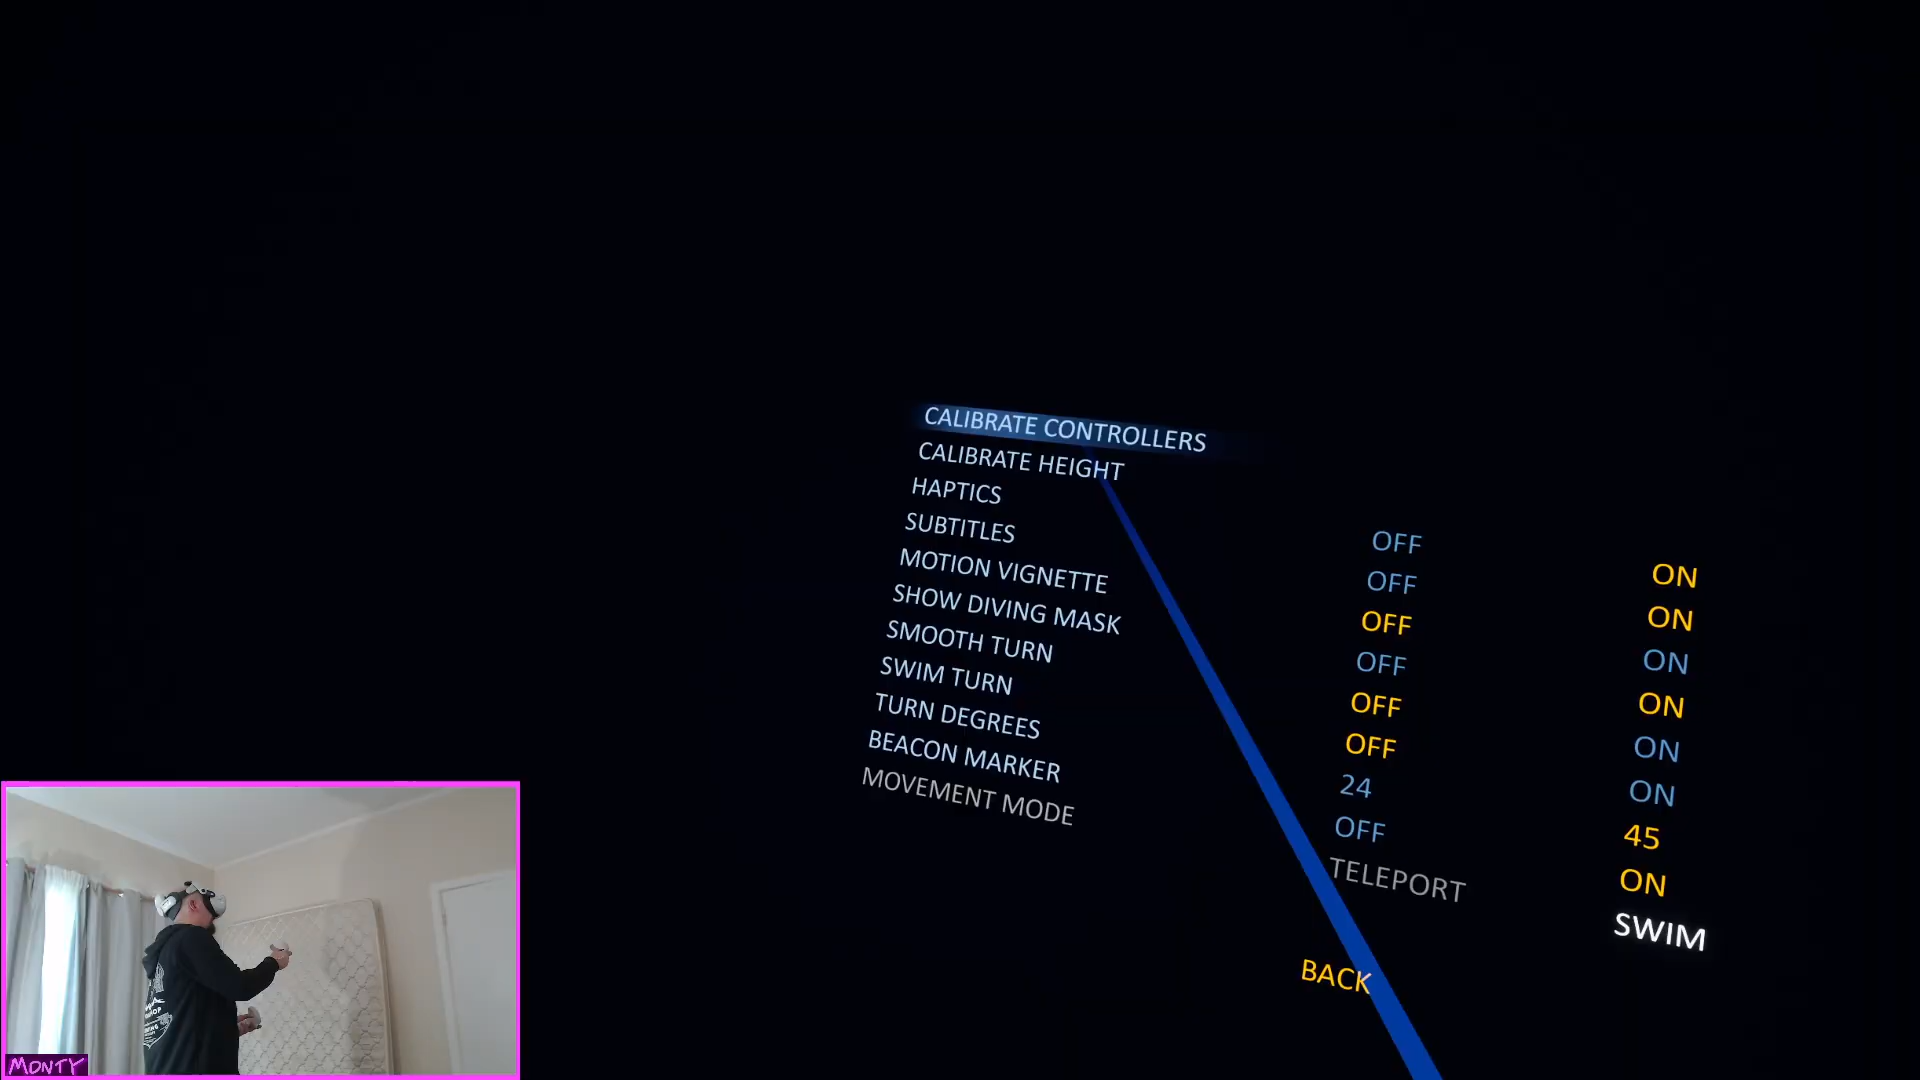 CALIBRATE CONTROLLERS
CALIBRATE HEIGHT
HAPTICS OFF ON
SUBTITLES OFF ON
MOTION VIGNETTE OFF ON
SHOW DIVING MASK OFF ON
SMOOTH TURN OFF ON
SWIM TURN OFF ON
TURN DEGREES 24 45
BEACON MARKER OFF ON
MOVEMENT MODE TELEPORT SWIM
BACK
MONTY